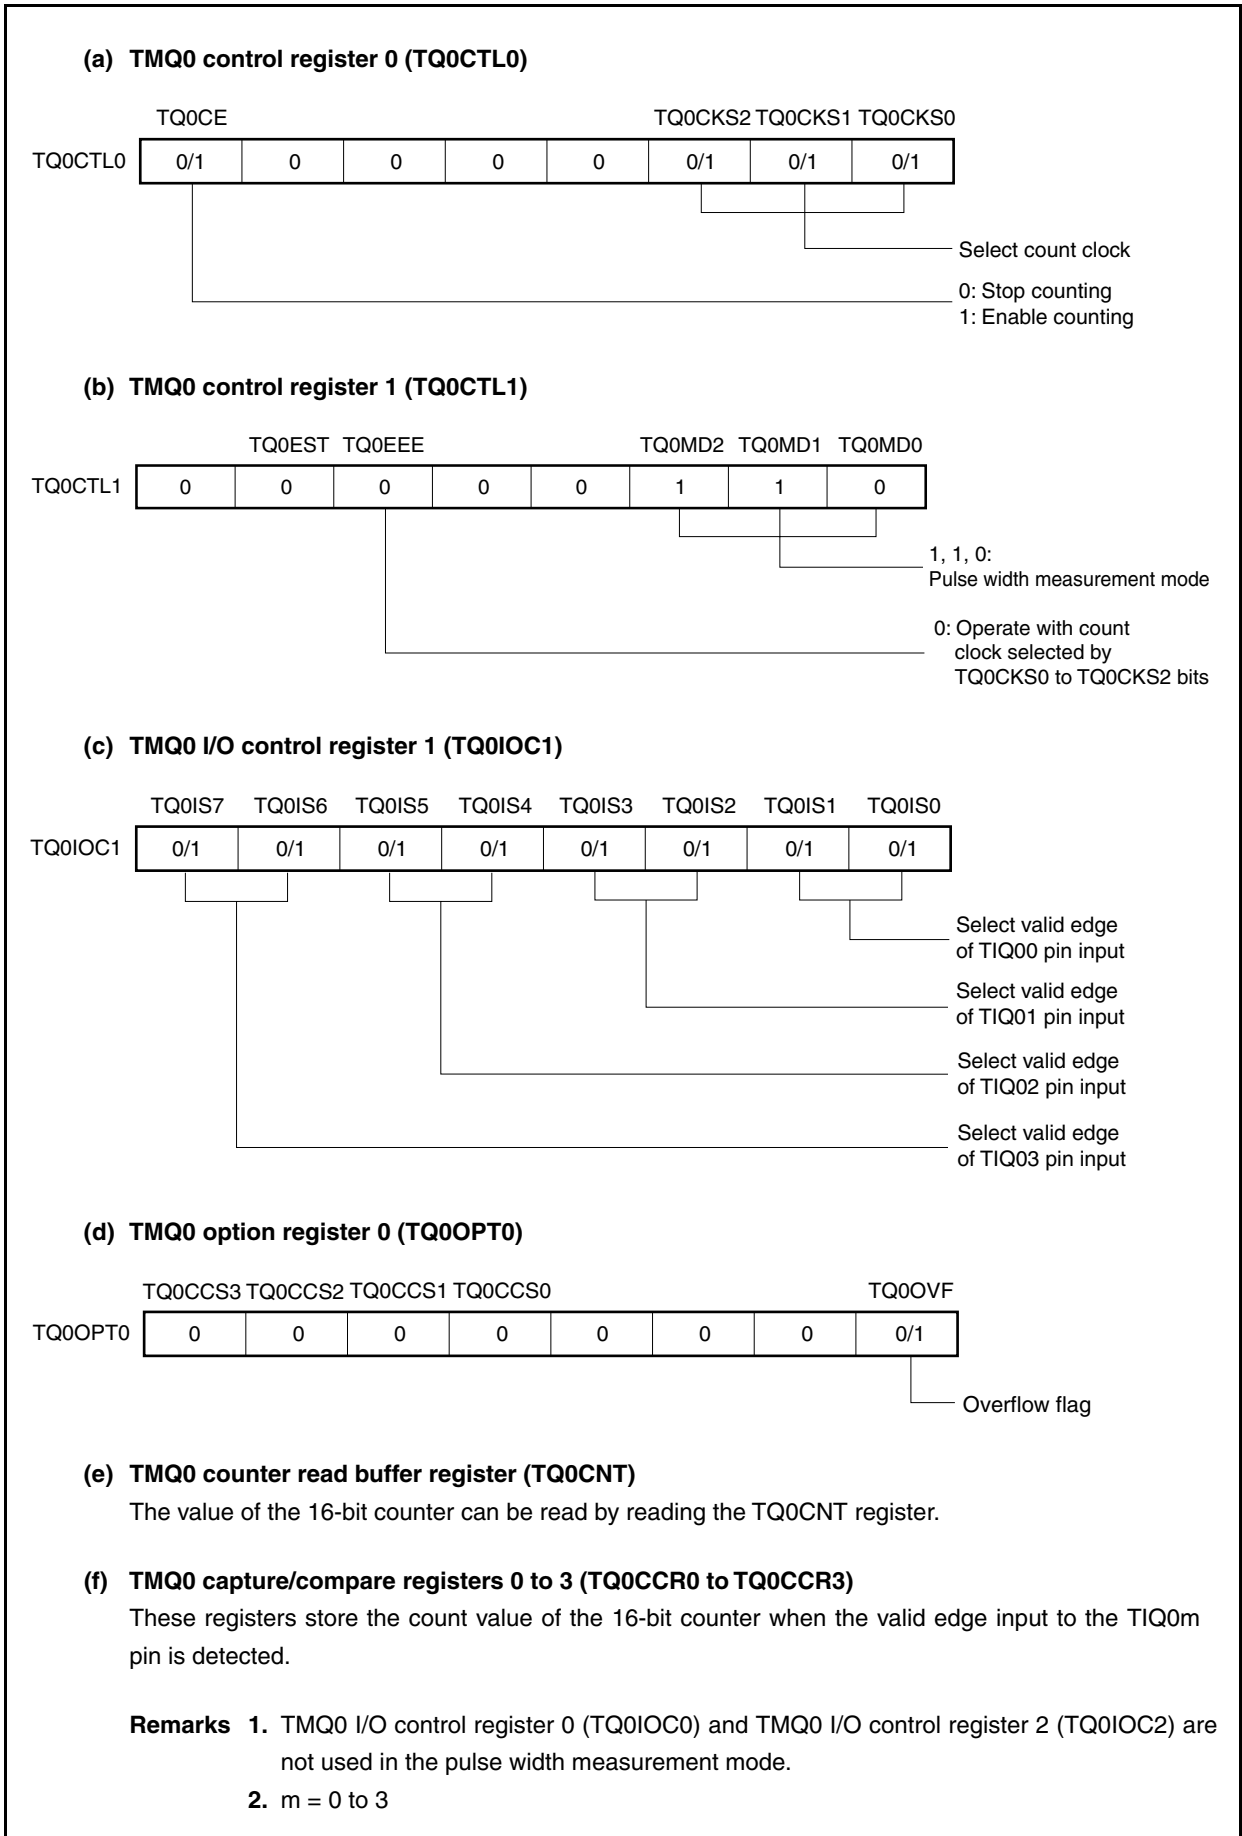 (a) TMQ0 control register 0 (TQ0CTL0)
TQ0CE TQ0CKS2 TQ0CKS1 TQ0CKS0
TQ0CTL0 0/1 0 0 0 0 0/1 0/1 0/1
Select count clock
0: Stop counting
1: Enable counting
(b) TMQ0 control register 1 (TQ0CTL1)
TQ0EST TQ0EEE TQ0MD2 TQ0MD1 TQ0MD0
TQ0CTL1 0 0 0 0 0 1 1 0
1, 1, 0:
Pulse width measurement mode
0: Operate with count
clock selected by
TQ0CKS0 to TQ0CKS2 bits
(c) TMQ0 I/O control register 1 (TQ0IOC1)
TQ0IS7 TQ0IS6 TQ0IS5 TQ0IS4 TQ0IS3 TQ0IS2 TQ0IS1 TQ0IS0
TQ0IOC1 0/1 0/1 0/1 0/1 0/1 0/1 0/1 0/1
Select valid edge
of TIQ00 pin input
Select valid edge
of TIQ01 pin input
Select valid edge
of TIQ02 pin input
Select valid edge
of TIQ03 pin input
(d) TMQ0 option register 0 (TQ0OPT0)
TQ0CCS3 TQ0CCS2 TQ0CCS1 TQ0CCS0 TQ0OVF
TQ0OPT0 0 0 0 0 0 0 0 0/1
Overflow flag
(e) TMQ0 counter read buffer register (TQ0CNT)
The value of the 16-bit counter can be read by reading the TQ0CNT register.
(f) TMQ0 capture/compare registers 0 to 3 (TQ0CCR0 to TQ0CCR3)
These registers store the count value of the 16-bit counter when the valid edge input to the TIQ0m
pin is detected.
Remarks 1. TMQ0 I/O control register 0 (TQ0IOC0) and TMQ0 I/O control register 2 (TQ0IOC2) are
not used in the pulse width measurement mode.
2. m = 0 to 3